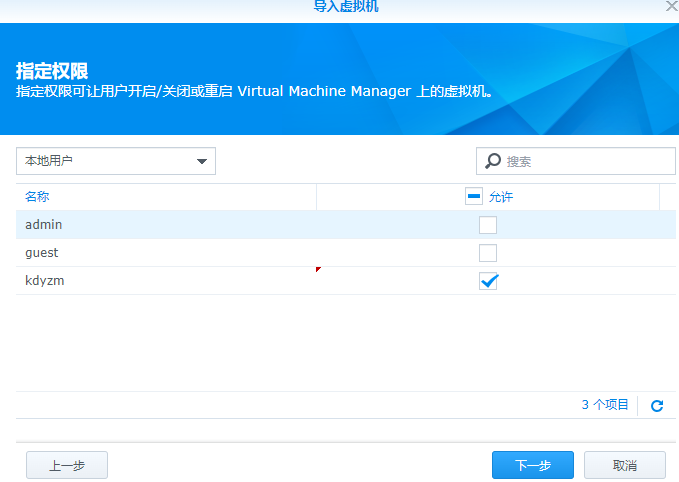 导入虚拟机
指定权限
指定权限可让用户开启/关闭或重启 Virtual Machine Manager 上的虚拟机。
本地用户
搜索
名称 允许
admin
guest
kdyzm
3 个项目
上一步 下一步 取消